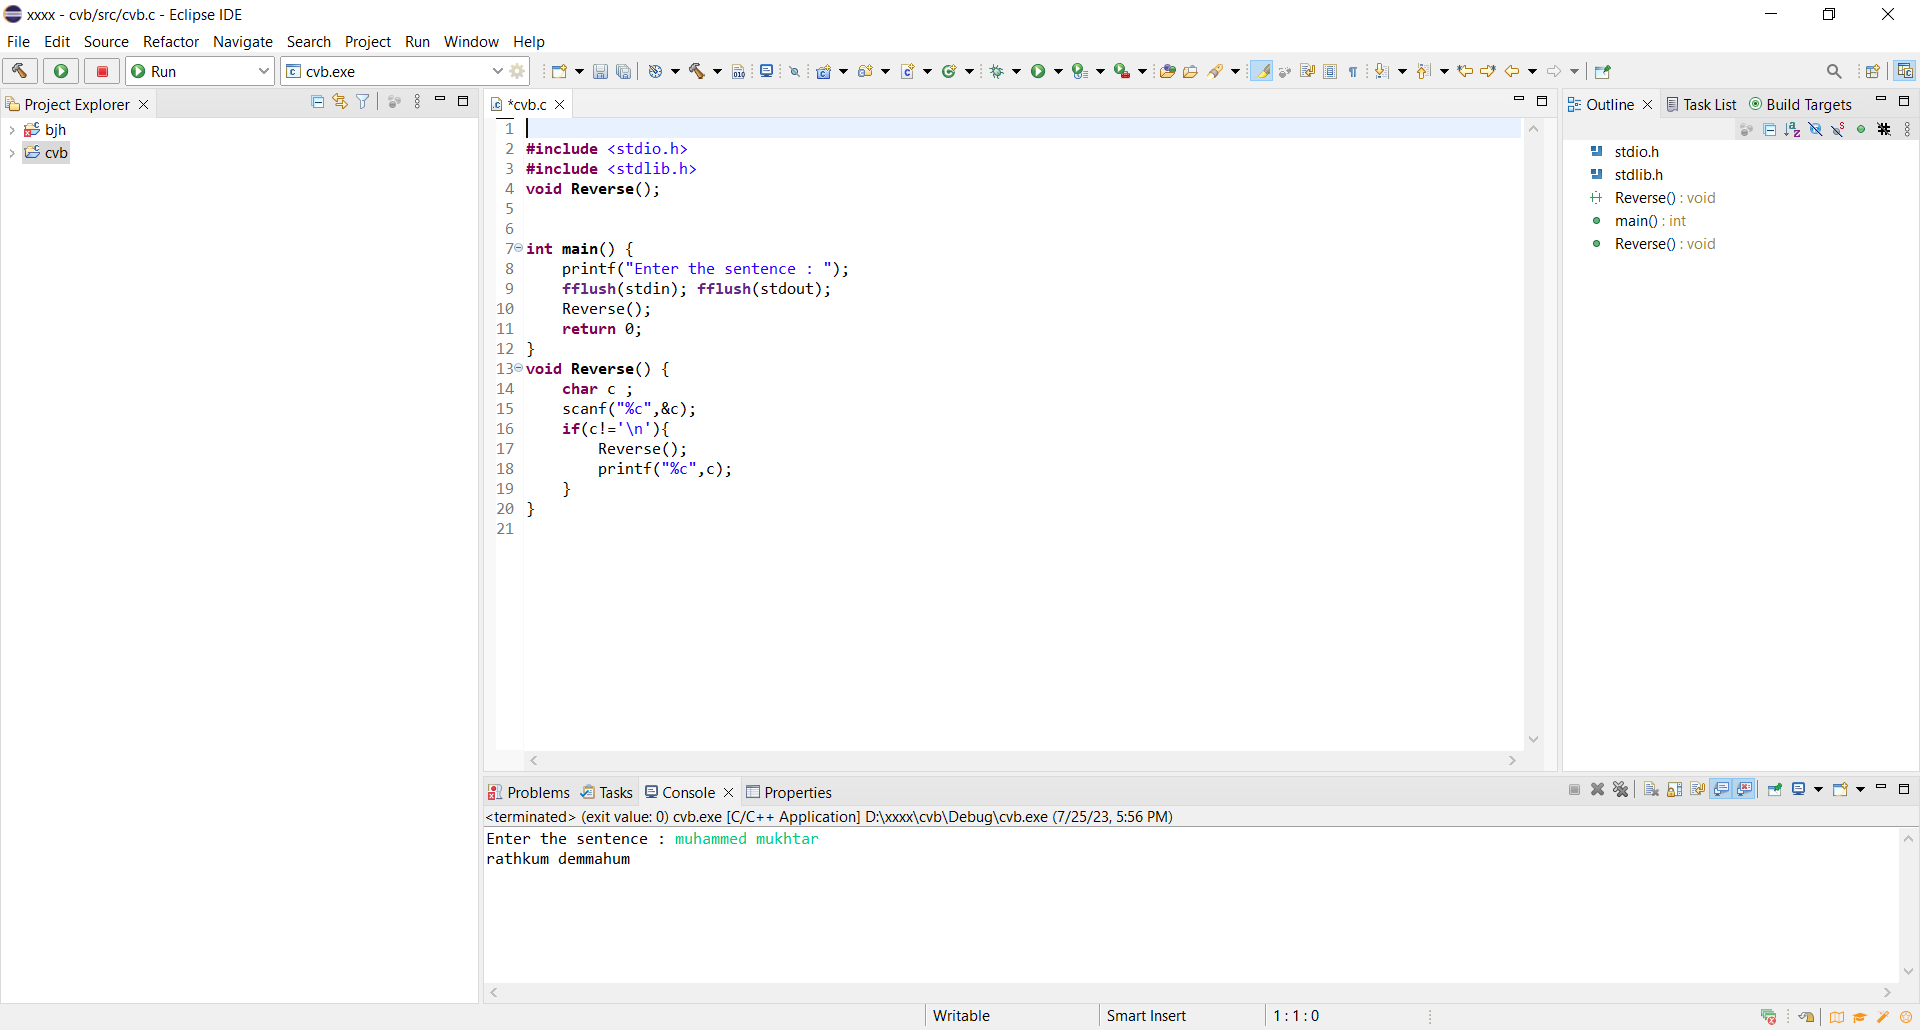 xxxx - cvb/src/cvb.c - Eclipse IDE
File Edit Source Refactor Navigate Search Project Run Window Help
Run cvb.exe
Project Explorer
bjh
cvb
*cvb.c
1
2 #include <stdio.h>
3 #include <stdlib.h>
4 void Reverse();
5
6
7 int main() {
8 printf("Enter the sentence : ");
9 fflush(stdin); fflush(stdout);
10 Reverse();
11 return 0;
12 }
13 void Reverse() {
14 char c ;
15 scanf("%c",&c);
16 if(c!='\n'){
17 Reverse();
18 printf("%c",c);
19 }
20 }
21
Outline Task List Build Targets
stdio.h
stdlib.h
Reverse() : void
main() : int
Reverse() : void
Problems Tasks Console Properties
<terminated> (exit value: 0) cvb.exe [C/C++ Application] D:\xxxx\cvb\Debug\cvb.exe (7/25/23, 5:56 PM)
Enter the sentence : muhammed mukhtar
rathkum demmahum
Writable Smart Insert 1 : 1 : 0